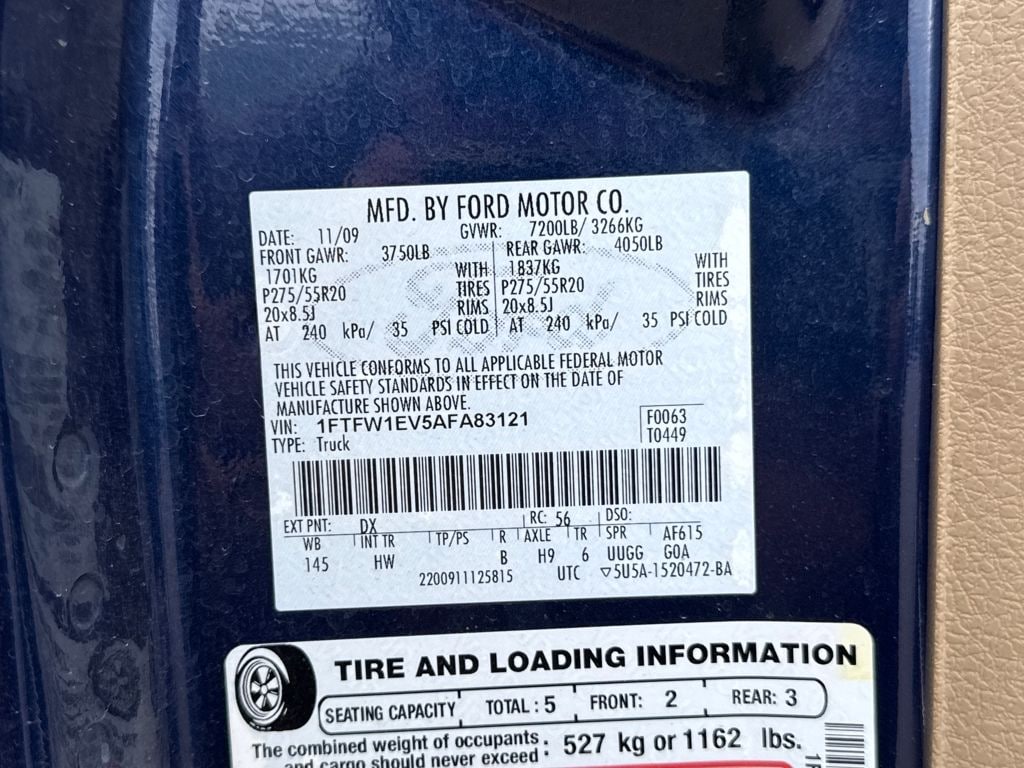 MFD. BY FORD MOTOR CO.
DATE: 11/09 GVWR: 7200LB/ 3266KG
FRONT GAWR: 3750LB REAR GAWR: 4050LB
1701KG WITH 1837KG WITH
P275/55R20 TIRES P275/55R20 TIRES
20x8.5J RIMS 20x8.5J RIMS
AT 240 kPa/ 35 PSI COLD AT 240 kPa/ 35 PSI COLD
THIS VEHICLE CONFORMS TO ALL APPLICABLE FEDERAL MOTOR
VEHICLE SAFETY STANDARDS IN EFFECT ON THE DATE OF
MANUFACTURE SHOWN ABOVE.
VIN: 1FTFW1EV5AFA83121 F0063
TYPE: Truck T0449
EXT PNT: DX RC: 56 DSO:
WB INT TR TP/PS R AXLE TR SPR AF615
145 HW B H9 6 UUGG GOA
2200911125815 UTC ▽5U5A-1520472-BA
TIRE AND LOADING INFORMATION
SEATING CAPACITY TOTAL : 5 FRONT: 2 REAR: 3
The combined weight of occupants
and cargo should never exceed : 527 kg or 1162 lbs.